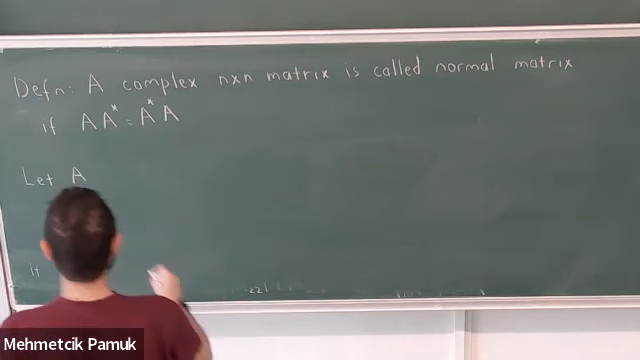 Defn: A complex nxn matrix is called normal matrix
if AA* = A*A
Let A
If
Mehmetcik Pamuk